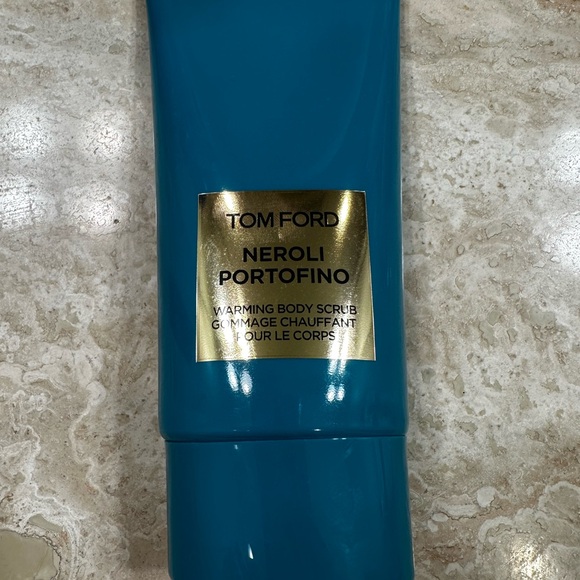 TOM FORD
NEROLI
PORTOFINO
WARMING BODY SCRUB
GOMMAGE CHAUFFANT
POUR LE CORPS